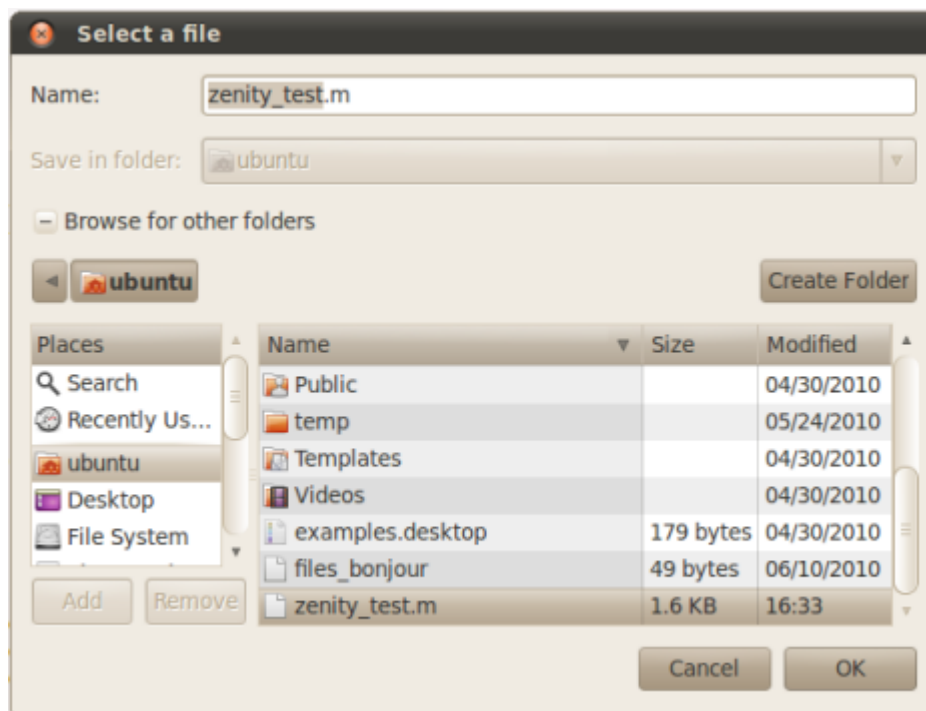 Select a file
Name: zenity_test.m
Save in folder: ubuntu
Browse for other folders
ubuntu Create Folder
Places Name Size Modified
Search Public 04/30/2010
Recently Us... temp 05/24/2010
ubuntu Templates 04/30/2010
Desktop Videos 04/30/2010
File System examples.desktop 179 bytes 04/30/2010
files_bonjour 49 bytes 06/10/2010
Add Remove zenity_test.m 1.6 KB 16:33
Cancel OK